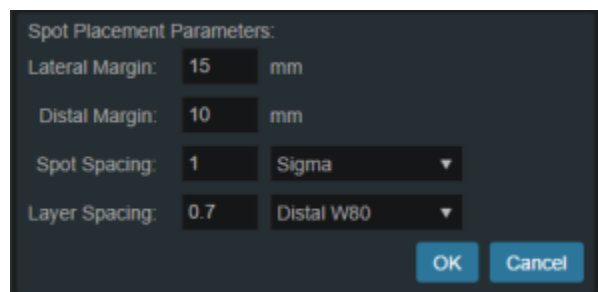 Spot Placement Parameters:
Lateral Margin: 15 mm
Distal Margin: 10 mm
Spot Spacing: 1 Sigma
Layer Spacing: 0.7 Distal W80
OK Cancel